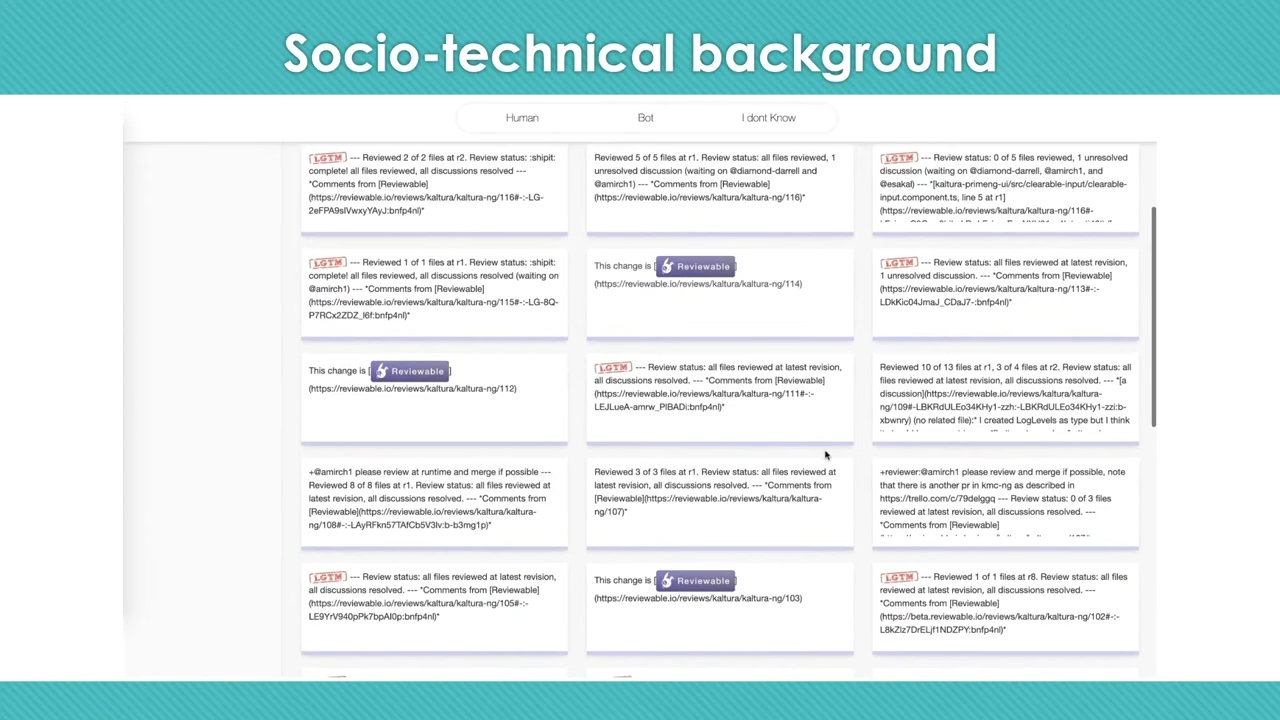 Socio-technical background
Human
Bot
I dont Know
LGTM --- Reviewed 2 of 2 files at r2. Review status: :shipit:
complete! all files reviewed, all discussions resolved ---
*Comments from [Reviewable]
(https://reviewable.io/reviews/kaltura/kaltura-ng/116#-:-LG-
2eFPA9sIVwxyYAyJ:bnfp4nl)*
Reviewed 5 of 5 files at r1. Review status: all files reviewed, 1
unresolved discussion (waiting on @diamond-darrell and
@amirch1) --- *Comments from [Reviewable]
(https://reviewable.io/reviews/kaltura/kaltura-ng/116)*
LGTM --- Review status: 0 of 5 files reviewed, 1 unresolved
discussion (waiting on @diamond-darrell, @amirch1, and
@esakal) --- *[kaltura-primeng-ui/src/clearable-input/clearable-
input.component.ts, line 5 at r1]
(https://reviewable.io/reviews/kaltura/kaltura-ng/116#-
LGTM --- Reviewed 1 of 1 files at r1. Review status: :shipit:
complete! all files reviewed, all discussions resolved (waiting on
@amirch1) --- *Comments from [Reviewable]
(https://reviewable.io/reviews/kaltura/kaltura-ng/115#-:-LG-8Q-
P7RCx2ZDZ_l6f:bnfp4nl)*
This change is [ Reviewable ]
(https://reviewable.io/reviews/kaltura/kaltura-ng/114)
LGTM --- Review status: all files reviewed at latest revision,
1 unresolved discussion. --- *Comments from [Reviewable]
(https://reviewable.io/reviews/kaltura/kaltura-ng/113#-:-
LDkKic04JmaJ_CDaJ7-:bnfp4nl)*
This change is [ Reviewable ]
(https://reviewable.io/reviews/kaltura/kaltura-ng/112)
LGTM --- Review status: all files reviewed at latest revision,
all discussions resolved. --- *Comments from [Reviewable]
(https://reviewable.io/reviews/kaltura/kaltura-ng/111#-:-
LEJLueA-amrw_PIBADi:bnfp4nl)*
Reviewed 10 of 13 files at r1, 3 of 4 files at r2. Review status: all
files reviewed at latest revision, all discussions resolved. --- *[a
discussion](https://reviewable.io/reviews/kaltura/kaltura-
ng/109#-LBKRdULEo34KHy1-zzh:-LBKRdULEo34KHy1-zzi:b-
xbwnry) (no related file):* I created LogLevels as type but I think
+@amirch1 please review at runtime and merge if possible ---
Reviewed 8 of 8 files at r1. Review status: all files reviewed at
latest revision, all discussions resolved. --- *Comments from
[Reviewable](https://reviewable.io/reviews/kaltura/kaltura-
ng/108#-:-LAyRFkn57TAfCb5V3Iv:b-b3mg1p)*
Reviewed 3 of 3 files at r1. Review status: all files reviewed at
latest revision, all discussions resolved. --- *Comments from
[Reviewable](https://reviewable.io/reviews/kaltura/kaltura-
ng/107)*
+reviewer:@amirch1 please review and merge if possible, note
that there is another pr in kmc-ng as described in
https://trello.com/c/79delggq --- Review status: 0 of 3 files
reviewed at latest revision, all discussions resolved. ---
*Comments from [Reviewable]
LGTM --- Review status: all files reviewed at latest revision,
all discussions resolved. --- *Comments from [Reviewable]
(https://reviewable.io/reviews/kaltura/kaltura-ng/105#-:-
LE9YrV940pPk7bpAI0p:bnfp4nl)*
This change is [ Reviewable ]
(https://reviewable.io/reviews/kaltura/kaltura-ng/103)
LGTM --- Reviewed 1 of 1 files at r8. Review status: all files
reviewed at latest revision, all discussions resolved. ---
*Comments from [Reviewable]
(https://beta.reviewable.io/reviews/kaltura/kaltura-ng/102#-:-
L8kZlz7DrELjf1NDZPY:bnfp4nl)*